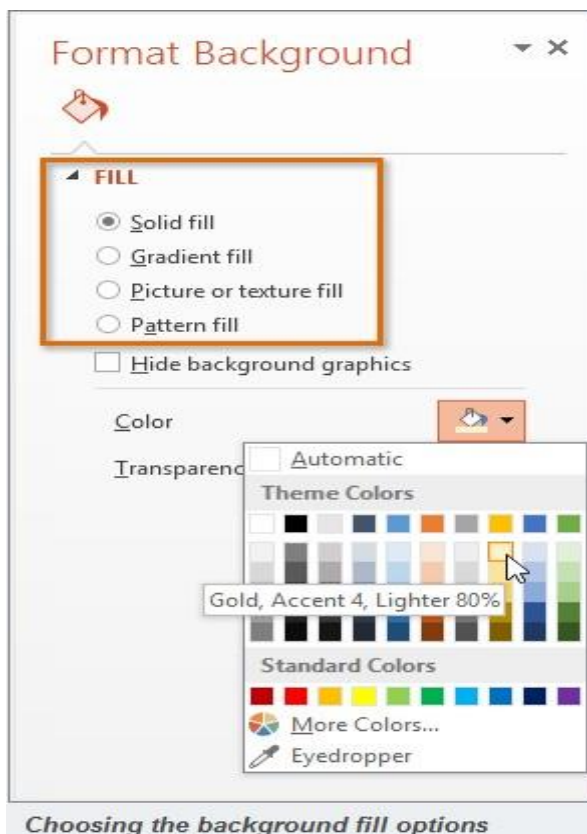 Format Background
FILL
Solid fill
Gradient fill
Picture or texture fill
Pattern fill
Hide background graphics
Color
Transparenc
Automatic
Theme Colors
Gold, Accent 4, Lighter 80%
Standard Colors
More Colors...
Eyedropper
Choosing the background fill options